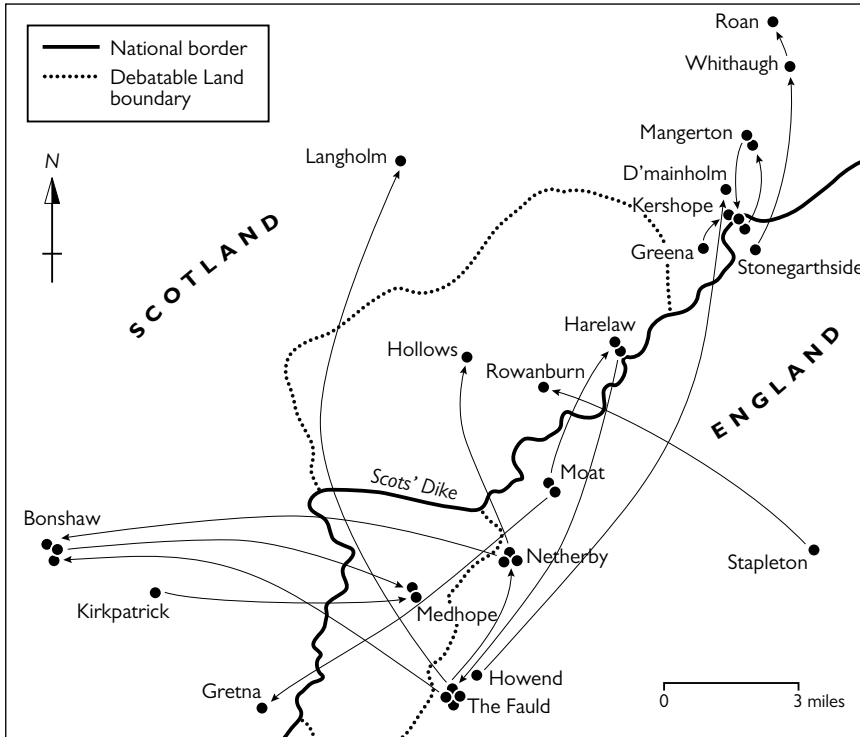 Roan
National border
Whithaugh
Debatable Land
boundary
Mangerton
N
Langholm
D'mainholm
Kershope
SCOTLAND
Greena
Stonegarthside
Harelaw
Hollows
Rowanburn
ENGLAND
Scots' Dike
Moat
Bonshaw
Netherby
Stapleton
Kirkpatrick
Medhope
Howend
Gretna
The Fauld
0 3 miles